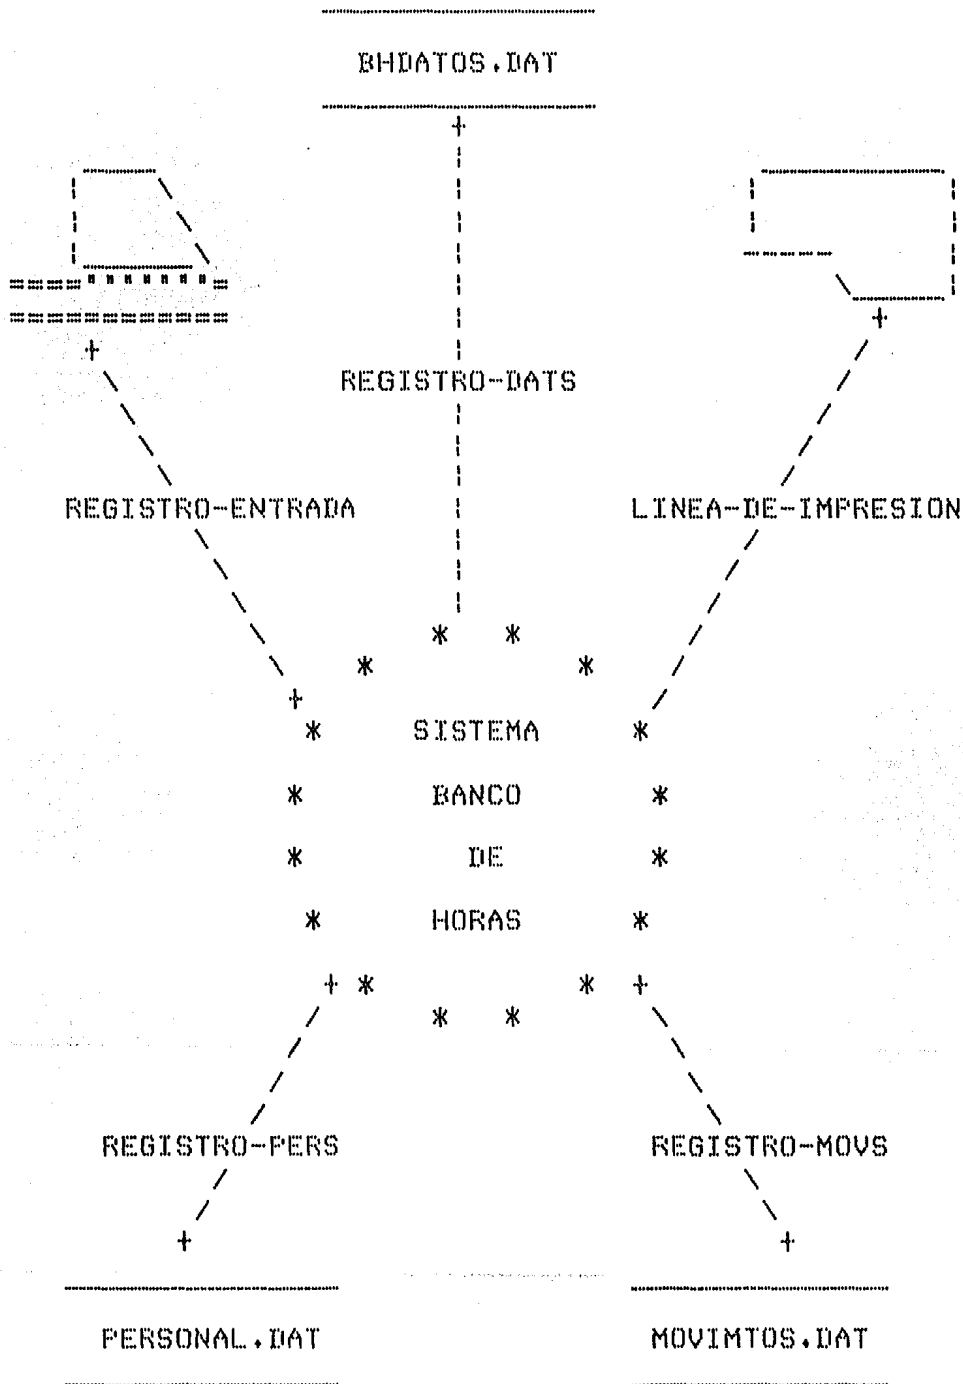 BHDATOS.DAT
REGISTRO-DATS
REGISTRO-ENTRADA
LINEA-DE-IMPRESION
SISTEMA
BANCO
DE
HORAS
REGISTRO-PERS
REGISTRO-MOVS
PERSONAL.DAT
MOVIMTOS.DAT